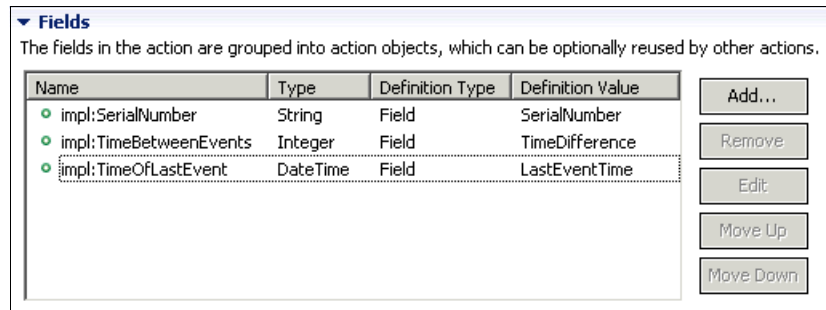 Fields
The fields in the action are grouped into action objects, which can be optionally reused by other actions.
Name Type Definition Type Definition Value
impl:SerialNumber String Field SerialNumber
impl:TimeBetweenEvents Integer Field TimeDifference
impl:TimeOfLastEvent DateTime Field LastEventTime
Add...
Remove
Edit
Move Up
Move Down